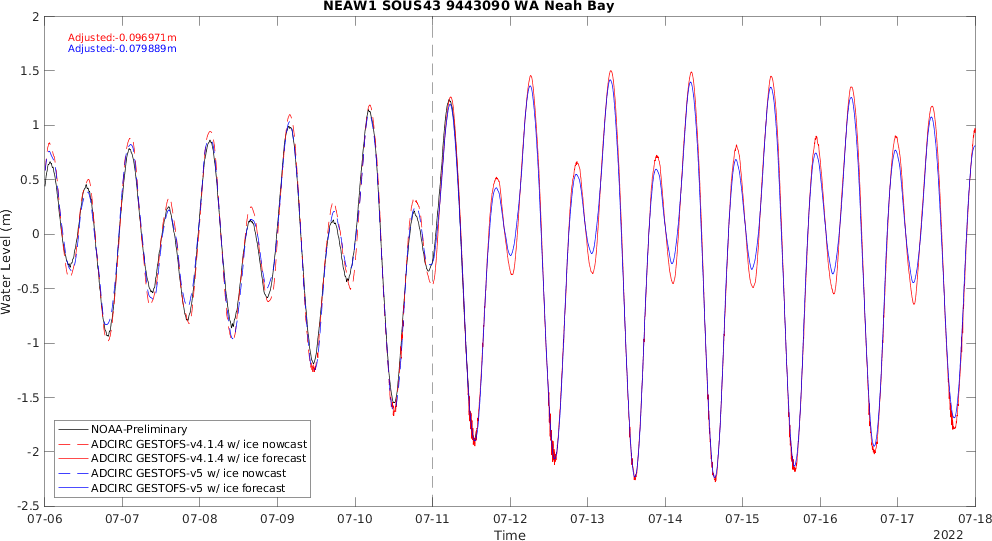 NEAW1 SOUS43 9443090 WA Neah Bay
Adjusted:-0.096971m
Adjusted:-0.079889m
2
1.5
1
0.5
0
-0.5
-1
-1.5
-2
-2.5
Water Level (m)
NOAA-Preliminary
ADCIRC GESTOFS-v4.1.4 w/ ice nowcast
ADCIRC GESTOFS-v4.1.4 w/ ice forecast
ADCIRC GESTOFS-v5 w/ ice nowcast
ADCIRC GESTOFS-v5 w/ ice forecast
07-06 07-07 07-08 07-09 07-10 07-11 07-12 07-13 07-14 07-15 07-16 07-17 07-18
Time
2022